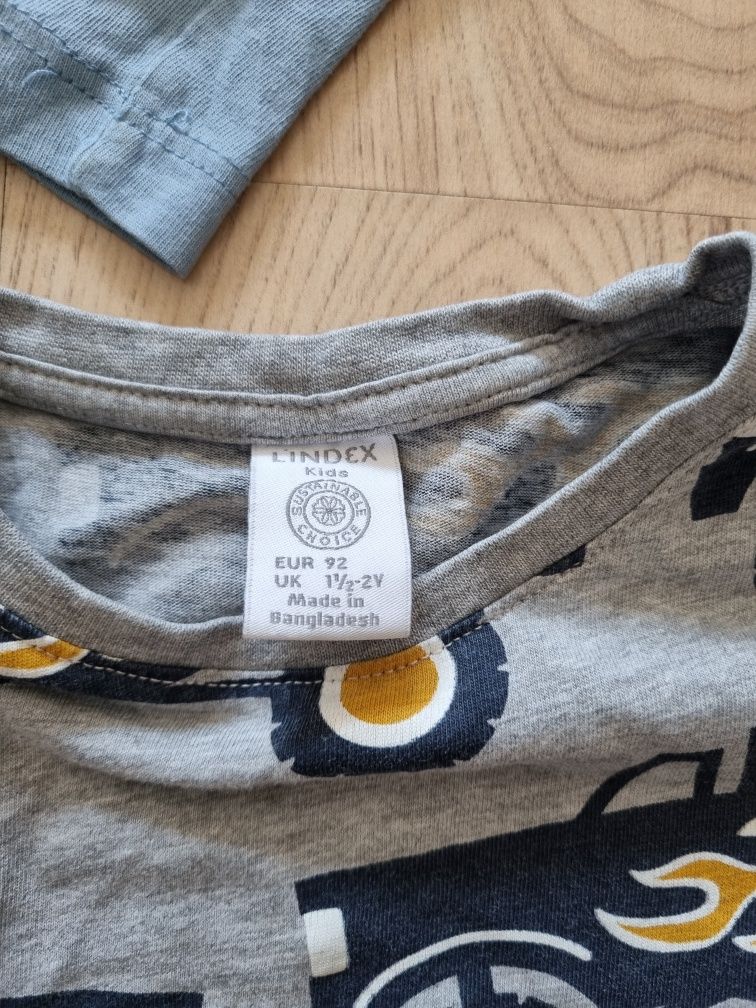 LINDEX
Kids
SUSTAINABLE
CHOICE
EUR 92
UK 1½-2Y
Made in
Bangladesh